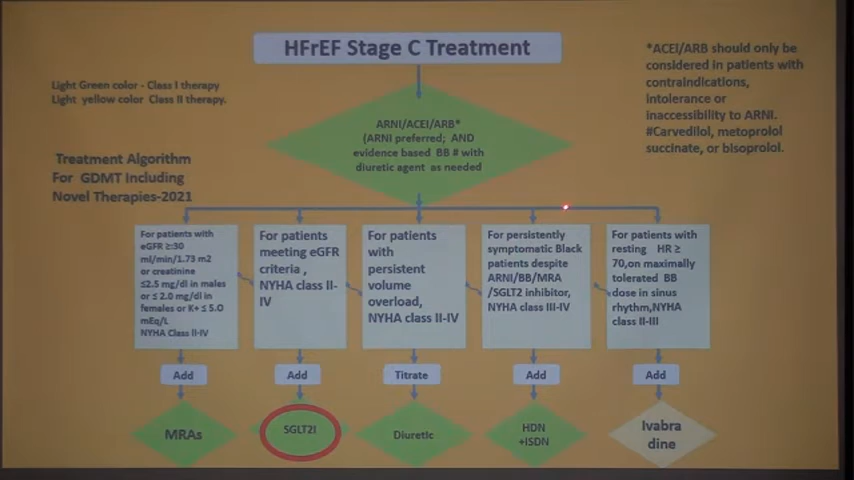 HFrEF Stage C Treatment
*ACEI/ARB should only be
considered in patients with
contraindications,
intolerance or
inaccessibility to ARNI.
#Carvedilol, metoprolol
succinate, or bisoprolol.
Light Green color - Class I therapy
Light yellow color Class II therapy.
Treatment Algorithm
For GDMT Including
Novel Therapies-2021
ARNI/ACEI/ARB*
(ARNI preferred; AND
evidence based BB # with
diuretic agent as needed
For patients with
eGFR ≥30
ml/min/1.73 m2
or creatinine
≤2.5 mg/dl in males
or ≤ 2.0 mg/dl in
females or K+ ≤ 5.0
mEq/L
NYHA Class II-IV
For patients
meeting eGFR
criteria ,
NYHA class II-
IV
For patients
with
persistent
volume
overload,
NYHA class II-IV
For persistently
symptomatic Black
patients despite
ARNI/BB/MRA
/SGLT2 inhibitor,
NYHA class III-IV
For patients with
resting HR ≥
70,on maximally
tolerated BB
dose in sinus
rhythm,NYHA
class II-III
Add
Add
Titrate
Add
Add
MRAs
SGLT2I
Diuretic
HDN
+ISDN
Ivabra
dine